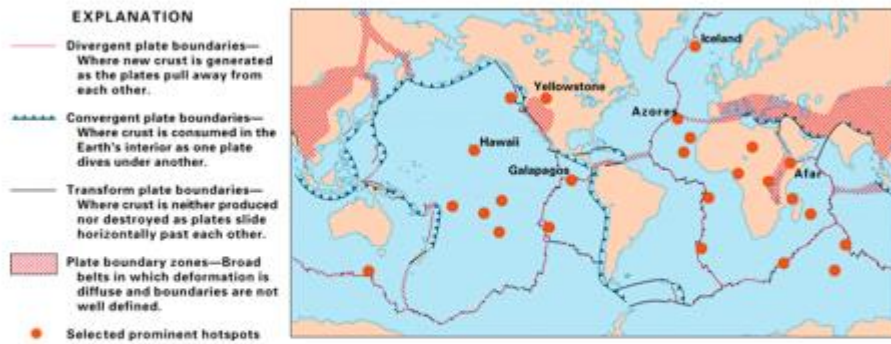 EXPLANATION
Divergent plate boundaries—
Where new crust is generated
as the plates pull away from
each other.
Convergent plate boundaries—
Where crust is consumed in the
Earth's interior as one plate
dives under another.
Transform plate boundaries—
Where crust is neither produced
nor destroyed as plates slide
horizontally past each other.
Plate boundary zones—Broad
belts in which deformation is
diffuse and boundaries are not
well defined.
Selected prominent hotspots
Iceland
Yellowstone
Azores
Hawaii
Galapagos
Afar